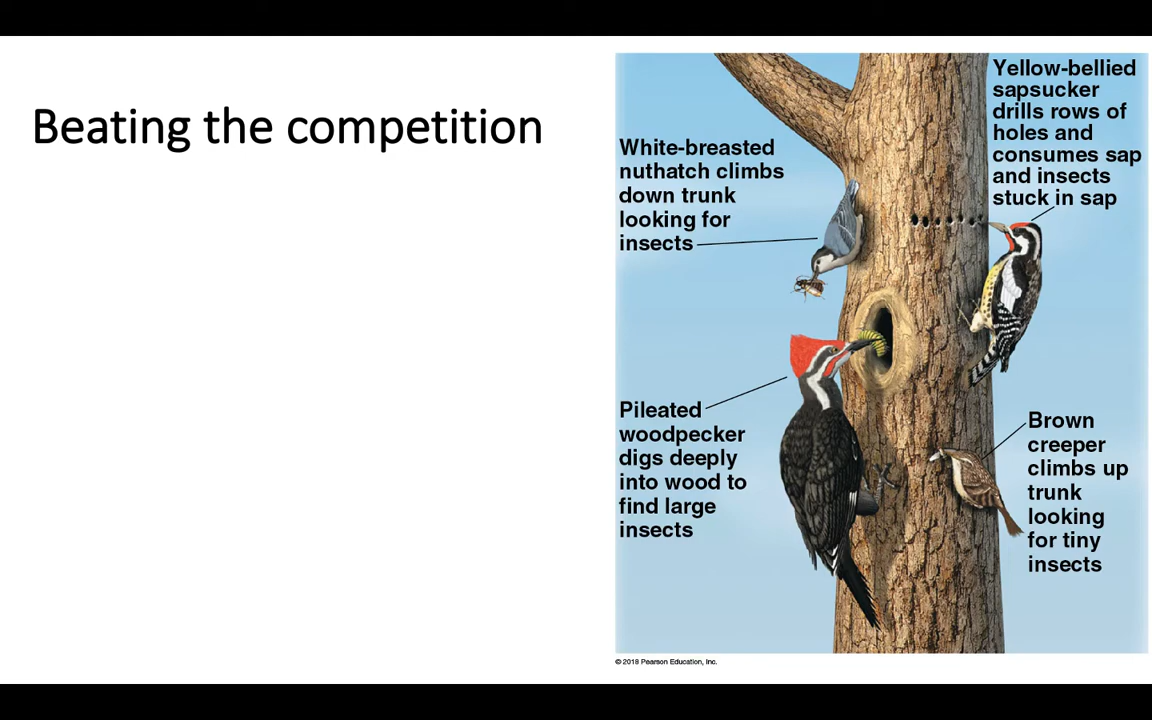 Beating the competition
White-breasted
nuthatch climbs
down trunk
looking for
insects
Yellow-bellied
sapsucker
drills rows of
holes and
consumes sap
and insects
stuck in sap
Pileated
woodpecker
digs deeply
into wood to
find large
insects
Brown
creeper
climbs up
trunk
looking
for tiny
insects
© 2018 Pearson Education, Inc.